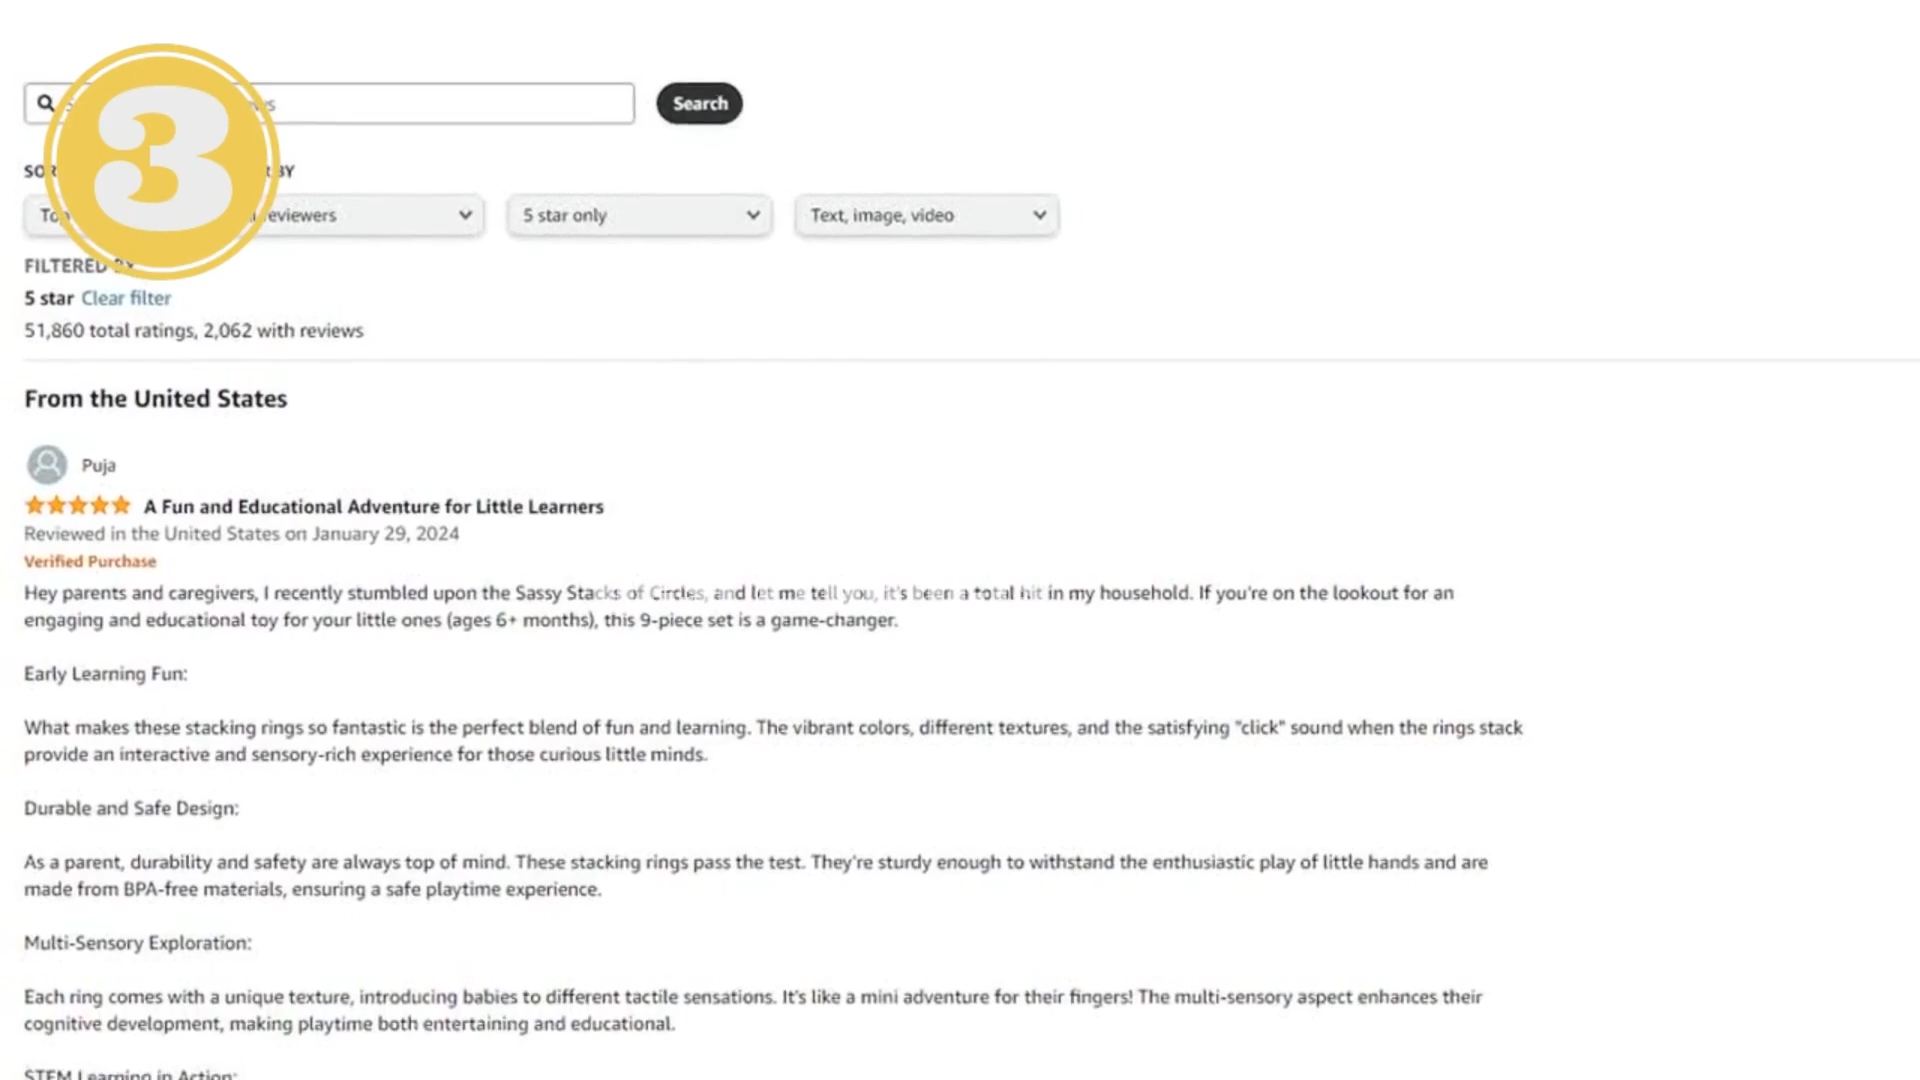 3
Search
BY
reviewers
5 star only
Text, image, video
FILTERED
5 star Clear filter
51,860 total ratings, 2,062 with reviews
From the United States
Puja
A Fun and Educational Adventure for Little Learners
Reviewed in the United States on January 29, 2024
Verified Purchase
Hey parents and caregivers, I recently stumbled upon the Sassy Stacks of Circles, and let me tell you, it's been a total hit in my household. If you're on the lookout for an
engaging and educational toy for your little ones (ages 6+ months), this 9-piece set is a game-changer.
Early Learning Fun:
What makes these stacking rings so fantastic is the perfect blend of fun and learning. The vibrant colors, different textures, and the satisfying "click" sound when the rings stack
provide an interactive and sensory-rich experience for those curious little minds.
Durable and Safe Design:
As a parent, durability and safety are always top of mind. These stacking rings pass the test. They're sturdy enough to withstand the enthusiastic play of little hands and are
made from BPA-free materials, ensuring a safe playtime experience.
Multi-Sensory Exploration:
Each ring comes with a unique texture, introducing babies to different tactile sensations. It's like a mini adventure for their fingers! The multi-sensory aspect enhances their
cognitive development, making playtime both entertaining and educational.
STEM Learning in Action: